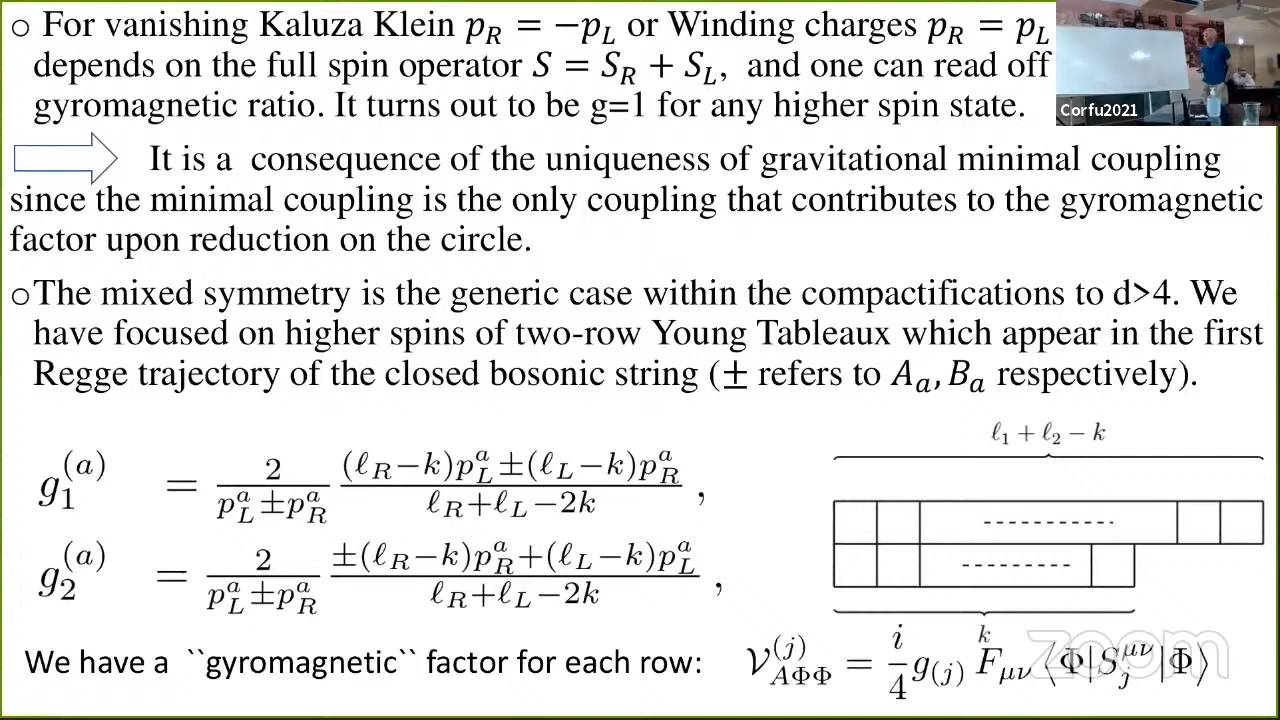 ○ For vanishing Kaluza Klein p_R = −p_L or Winding charges p_R = p_L
depends on the full spin operator S = S_R + S_L, and one can read off
gyromagnetic ratio. It turns out to be g=1 for any higher spin state.
Corfu2021
It is a consequence of the uniqueness of gravitational minimal coupling
since the minimal coupling is the only coupling that contributes to the gyromagnetic
factor upon reduction on the circle.
○The mixed symmetry is the generic case within the compactifications to d>4. We
have focused on higher spins of two-row Young Tableaux which appear in the first
Regge trajectory of the closed bosonic string (± refers to A_a, B_a respectively).
ℓ_1 + ℓ_2 − k
g_1^{(a)} = \frac{2}{p_L^a ± p_R^a} \frac{(ℓ_R−k)p_L^a ± (ℓ_L−k)p_R^a}{ℓ_R+ℓ_L−2k} ,
g_2^{(a)} = \frac{2}{p_L^a ± p_R^a} \frac{±(ℓ_R−k)p_R^a + (ℓ_L−k)p_L^a}{ℓ_R+ℓ_L−2k} ,
k
We have a ``gyromagnetic`` factor for each row: 𝒱_{AΦΦ}^{(j)} = \frac{i}{4} g_{(j)} F_{μν} ⟨Φ|S_j^{μν}|Φ⟩
zoom